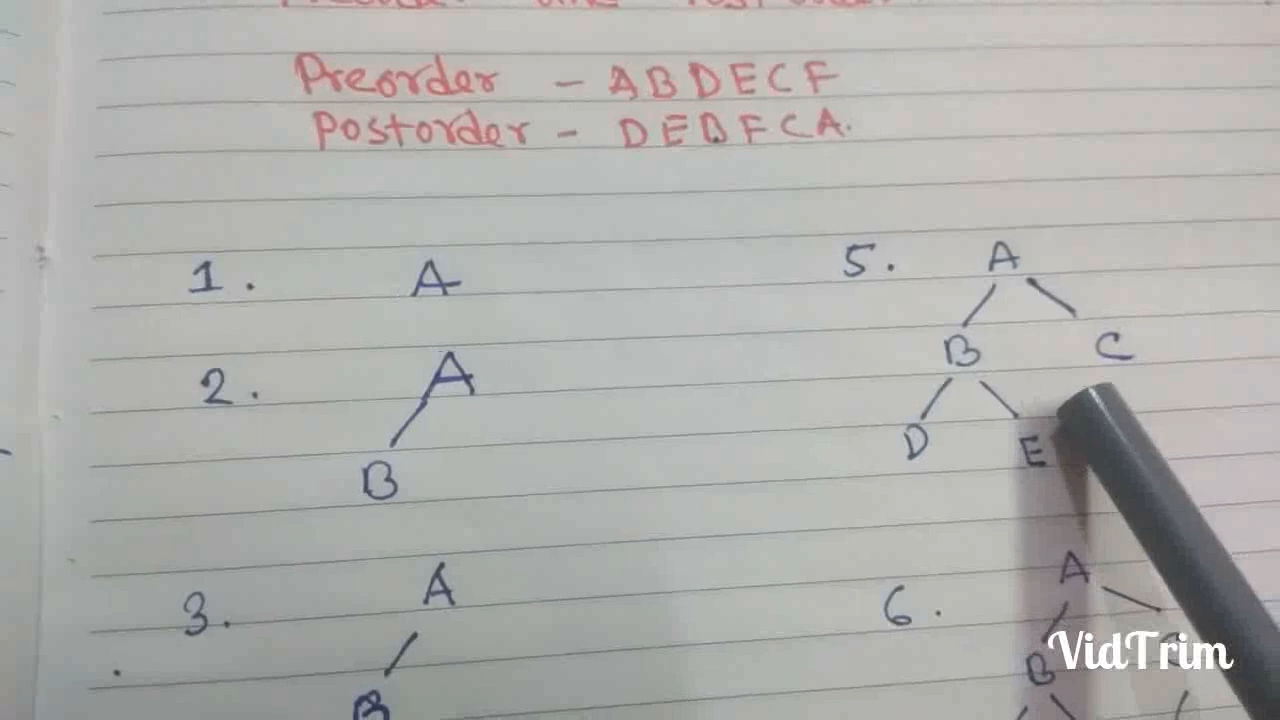 Preorder - ABDECF
Postorder - DEBFCA.
1. A
2. A
B
3. A
B
5. A
B C
D E
6. A
B
VidTrim